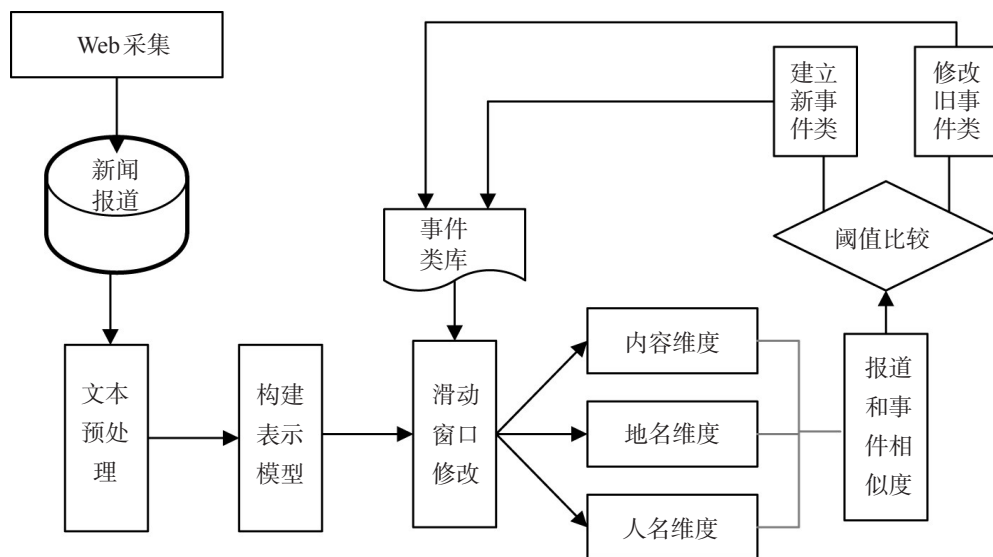 Web采集
新闻
报道
文本
预处
理
构建
表示
模型
事件
类库
滑动
窗口
修改
内容维度
地名维度
人名维度
报道
和事
件相
似度
阈值比较
建立
新事
件类
修改
旧事
件类